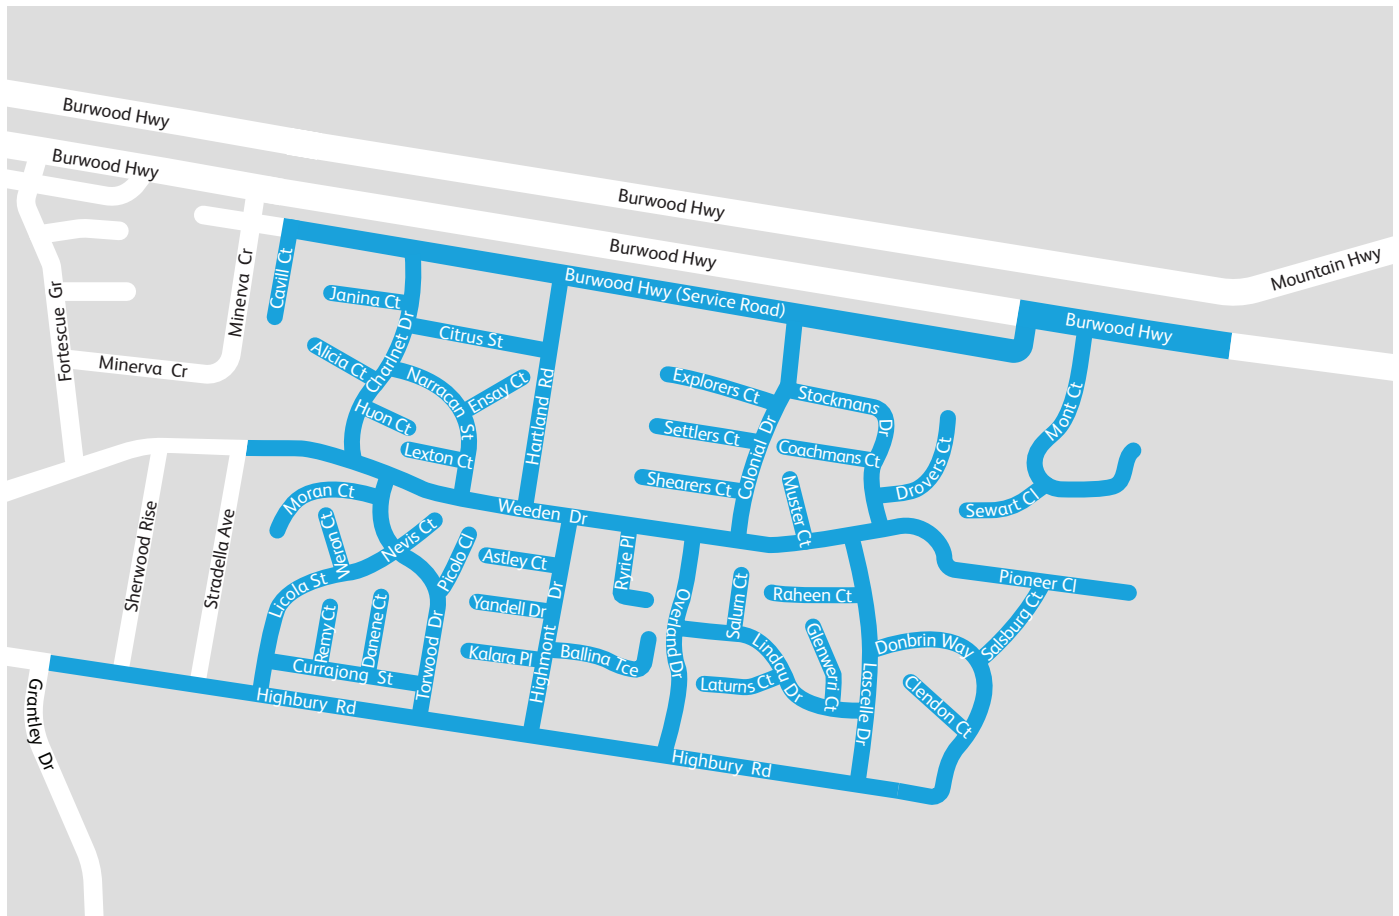 Burwood Hwy
Burwood Hwy
Burwood Hwy
Burwood Hwy
Mountain Hwy
Cavill Ct
Minerva Cr
Fortescue Gr
Minerva Cr
Burwood Hwy (Service Road)
Burwood Hwy
Janina Ct
Citrus St
Charlnet Dr
Alicia Ct
Narracan St
Ensay Ct
Huon Ct
Lexton Ct
Hartland Rd
Explorers Ct
Stockmans Dr
Settlers Ct
Colonial Dr
Coachmans Ct
Shearers Ct
Muster Ct
Drovers Ct
Mont Ct
Sewart Cl
Moran Ct
Weeden Dr
Sherwood Rise
Stradella Ave
Weron Ct
Nevis Ct
Picolo Cl
Astley Ct
Ryrie Pl
Licola St
Yandell Dr
Highmont Dr
Overland Dr
Salum Ct
Raheen Ct
Pioneer Cl
Salsburg Ct
Remy Ct
Danene Ct
Torwood Dr
Kalara Pl
Ballina Tce
Lindau Dr
Glenwerri Ct
Donbrin Way
Currajong St
Laturns Ct
Lascelle Dr
Clendon Ct
Highbury Rd
Highbury Rd
Grantley Dr